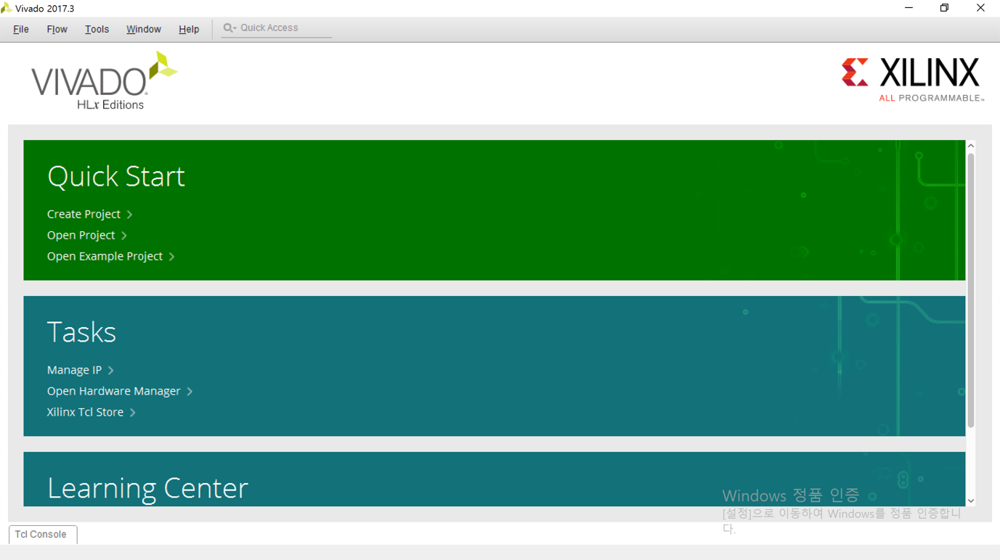 Vivado 2017.3
File Flow Tools Window Help Quick Access
VIVADO
HLx Editions
XILINX
ALL PROGRAMMABLE™
Quick Start
Create Project
Open Project
Open Example Project
Tasks
Manage IP
Open Hardware Manager
Xilinx Tcl Store
Learning Center
Windows 정품 인증
[설정]으로 이동하여 Windows를 정품 인증합니
다.
Tcl Console